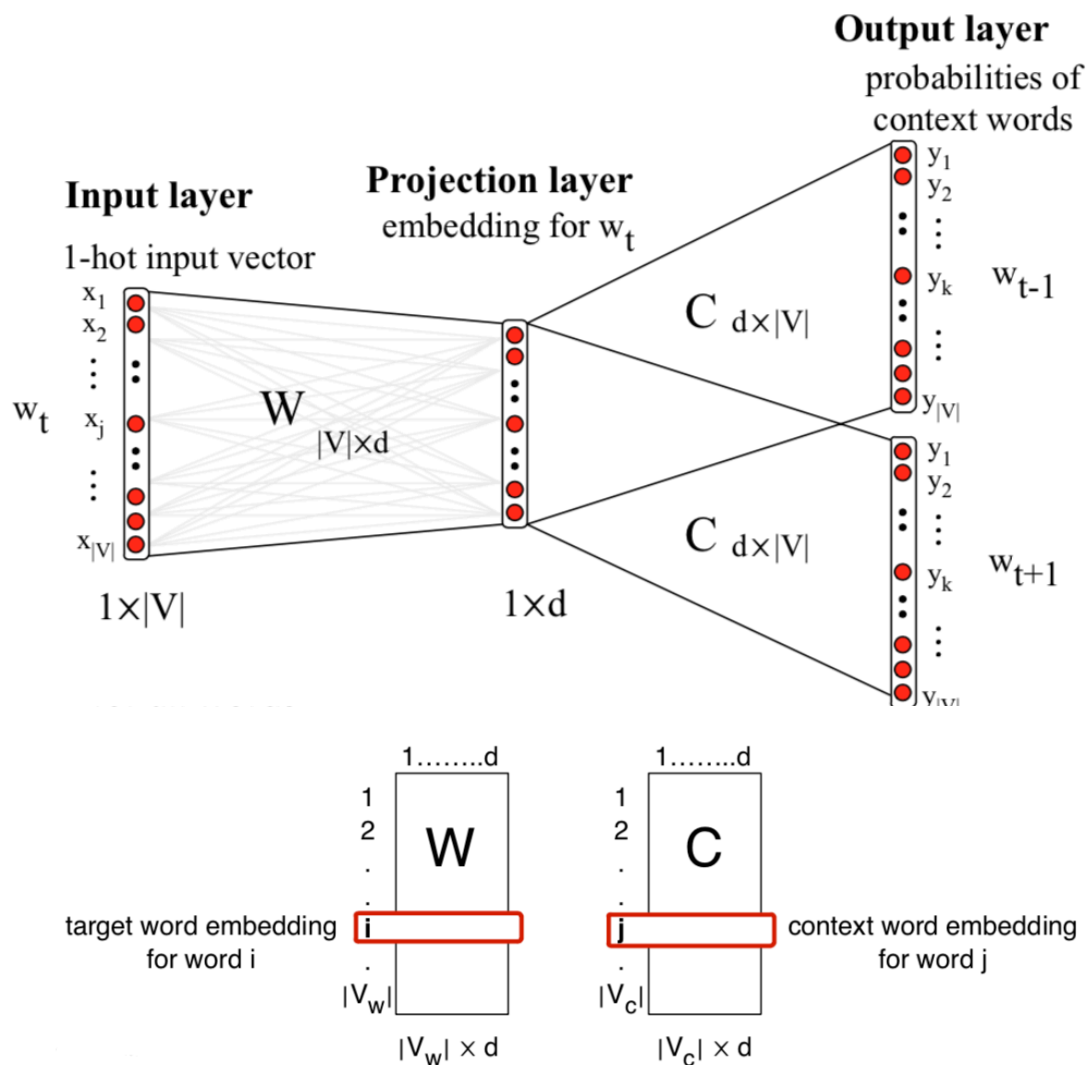 Output layer
probabilities of
context words
Input layer
1-hot input vector
Projection layer
embedding for w_t
x_1
x_2
⋮
x_j
⋮
x_|V|
w_t
W |V|×d
1×|V|
1×d
C d×|V|
C d×|V|
y_1
y_2
⋮
y_k
⋮
y_|V|
w_t-1
y_1
y_2
⋮
y_k
⋮
y_|V|
w_t+1
1........d
1
2
.
.
i
.
|V_w|
W
target word embedding
for word i
|V_w| × d
1........d
1
2
.
.
j
.
|V_c|
C
context word embedding
for word j
|V_c| × d